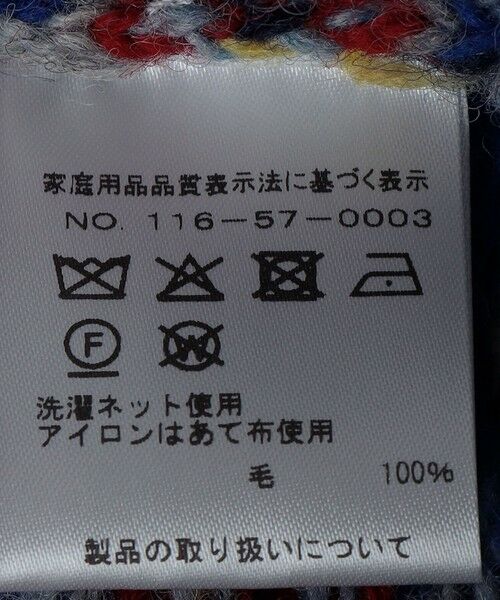 家庭用品品質表示法に基づく表示
NO. 116-57-0003
F W
洗濯ネット使用
アイロンはあて布使用
毛 100%
製品の取り扱いについて